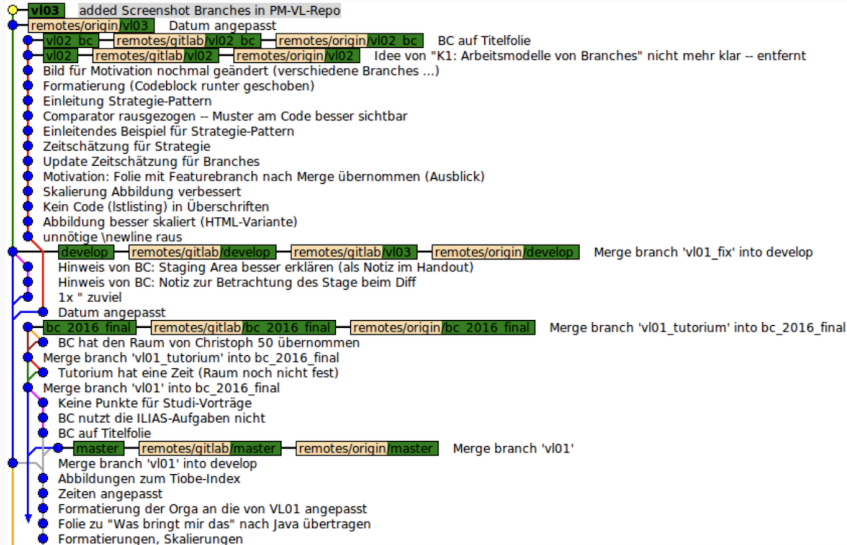 vl03 added Screenshot Branches in PM-VL-Repo
remotes/origin/vl03 Datum angepasst
vl02_bc remotes/gitlab/vl02_bc remotes/origin/vl02_bc BC auf Titelfolie
vl02 remotes/gitlab/vl02 remotes/origin/vl02 Idee von "K1: Arbeitsmodelle von Branches" nicht mehr klar -- entfernt
Bild für Motivation nochmal geändert (verschiedene Branches ...)
Formatierung (Codeblock runter geschoben)
Einleitung Strategie-Pattern
Comparator rausgezogen -- Muster am Code besser sichtbar
Einleitendes Beispiel für Strategie-Pattern
Zeitschätzung für Strategie
Update Zeitschätzung für Branches
Motivation: Folie mit Featurebranch nach Merge übernommen (Ausblick)
Skalierung Abbildung verbessert
Kein Code (lstlisting) in Überschriften
Abbildung besser skaliert (HTML-Variante)
unnötige \newline raus
develop remotes/gitlab/develop remotes/gitlab/vl03 remotes/origin/develop Merge branch 'vl01_fix' into develop
Hinweis von BC: Staging Area besser erklären (als Notiz im Handout)
Hinweis von BC: Notiz zur Betrachtung des Stage beim Diff
1x " zuviel
Datum angepasst
bc_2016_final remotes/gitlab/bc_2016_final remotes/origin/bc_2016_final Merge branch 'vl01_tutorium' into bc_2016_final
BC hat den Raum von Christoph 50 übernommen
Merge branch 'vl01_tutorium' into bc_2016_final
Tutorium hat eine Zeit (Raum noch nicht fest)
Merge branch 'vl01' into bc_2016_final
Keine Punkte für Studi-Vorträge
BC nutzt die ILIAS-Aufgaben nicht
BC auf Titelfolie
master remotes/gitlab/master remotes/origin/master Merge branch 'vl01'
Merge branch 'vl01' into develop
Abbildungen zum Tiobe-Index
Zeiten angepasst
Formatierung der Orga an die von VL01 angepasst
Folie zu "Was bringt mir das" nach Java übertragen
Formatierungen, Skalierungen